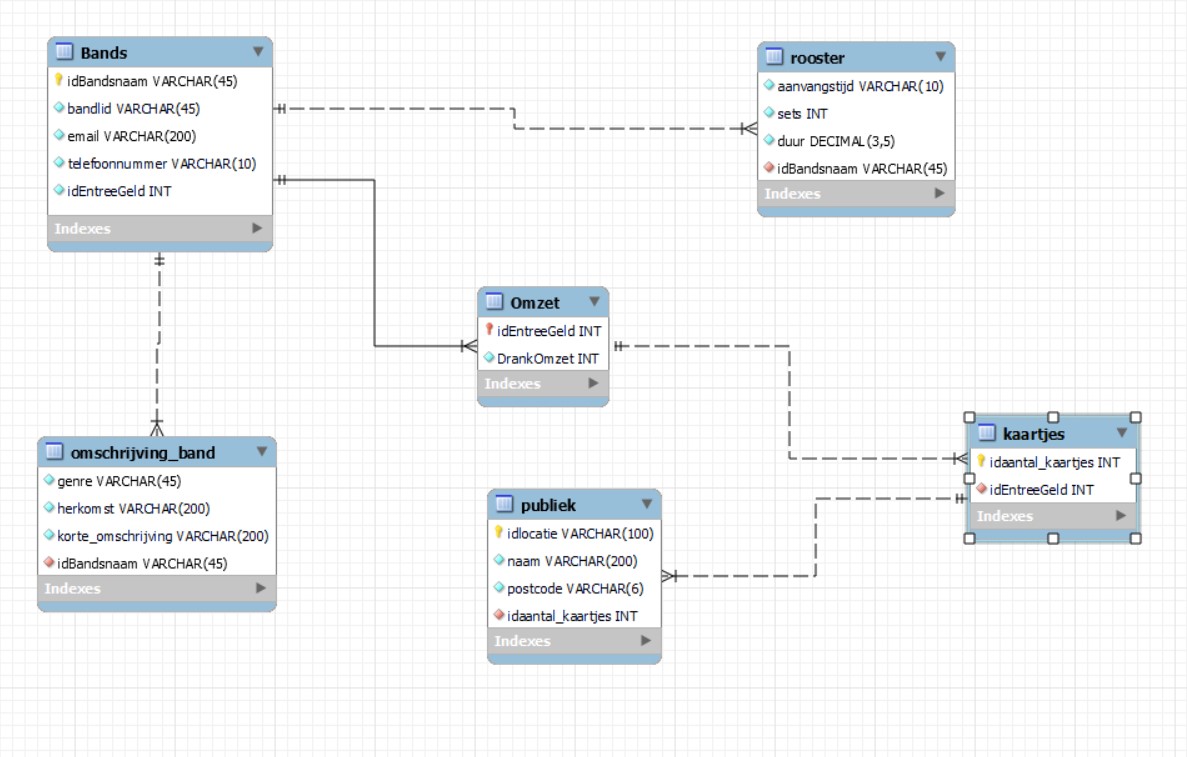 Bands
idBandsnaam VARCHAR(45)
bandlid VARCHAR(45)
email VARCHAR(200)
telefoonnummer VARCHAR(10)
idEntreeGeld INT
Indexes
rooster
aanvangstijd VARCHAR(10)
sets INT
duur DECIMAL(3,5)
idBandsnaam VARCHAR(45)
Indexes
Omzet
idEntreeGeld INT
DrankOmzet INT
Indexes
omschrijving_band
genre VARCHAR(45)
herkomst VARCHAR(200)
korte_omschrijving VARCHAR(200)
idBandsnaam VARCHAR(45)
Indexes
publiek
idlocatie VARCHAR(100)
naam VARCHAR(200)
postcode VARCHAR(6)
idaantal_kaartjes INT
Indexes
kaartjes
idaantal_kaartjes INT
idEntreeGeld INT
Indexes